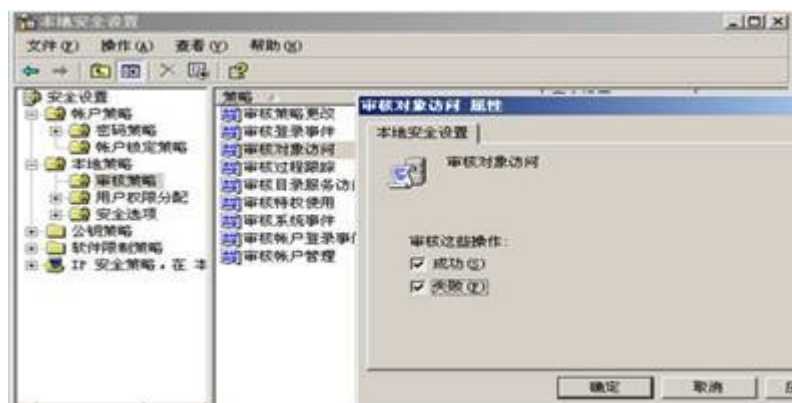 本地安全设置
文件(F) 操作(A) 查看(V) 帮助(H)
安全设置
帐户策略
密码策略
帐户锁定策略
本地策略
审核策略
用户权限分配
安全选项
公钥策略
软件限制策略
IP 安全策略，在 本
策略
审核策略更改
审核登录事件
审核对象访问
审核过程跟踪
审核目录服务访
审核特权使用
审核系统事件
审核帐户登录事
审核帐户管理
审核对象访问 属性
本地安全设置
审核对象访问
审核这些操作:
成功(S)
失败(F)
确定 取消